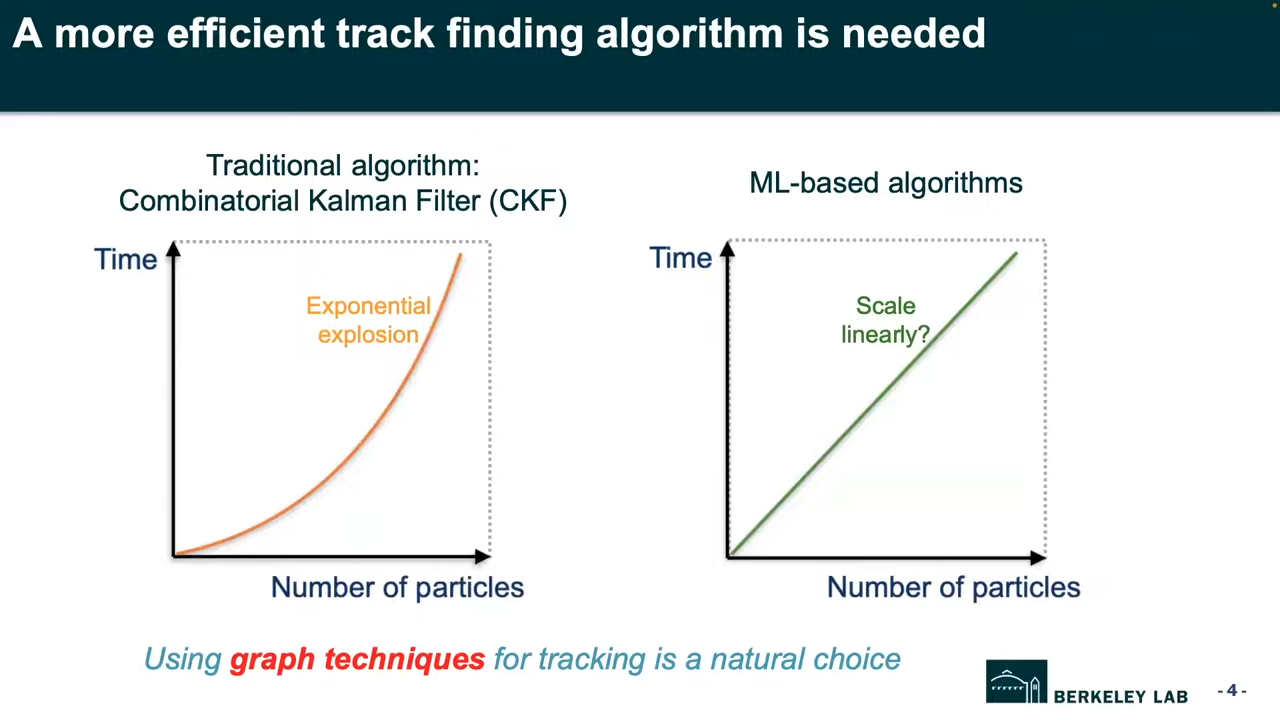 A more efficient track finding algorithm is needed
Traditional algorithm:
Combinatorial Kalman Filter (CKF)
Time
Exponential
explosion
Number of particles
ML-based algorithms
Time
Scale
linearly?
Number of particles
Using graph techniques for tracking is a natural choice
BERKELEY LAB
- 4 -